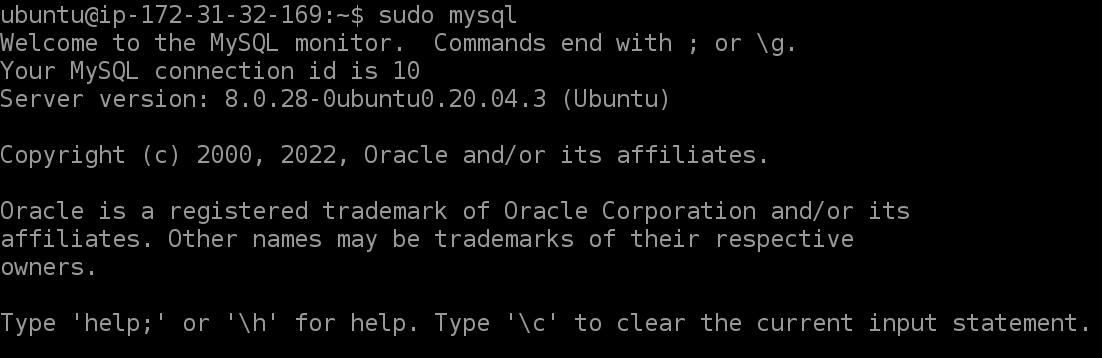 ubuntu@ip-172-31-32-169:~$ sudo mysql
Welcome to the MySQL monitor.  Commands end with ; or \g.
Your MySQL connection id is 10
Server version: 8.0.28-0ubuntu0.20.04.3 (Ubuntu)

Copyright (c) 2000, 2022, Oracle and/or its affiliates.

Oracle is a registered trademark of Oracle Corporation and/or its
affiliates. Other names may be trademarks of their respective
owners.

Type 'help;' or '\h' for help. Type '\c' to clear the current input statement.